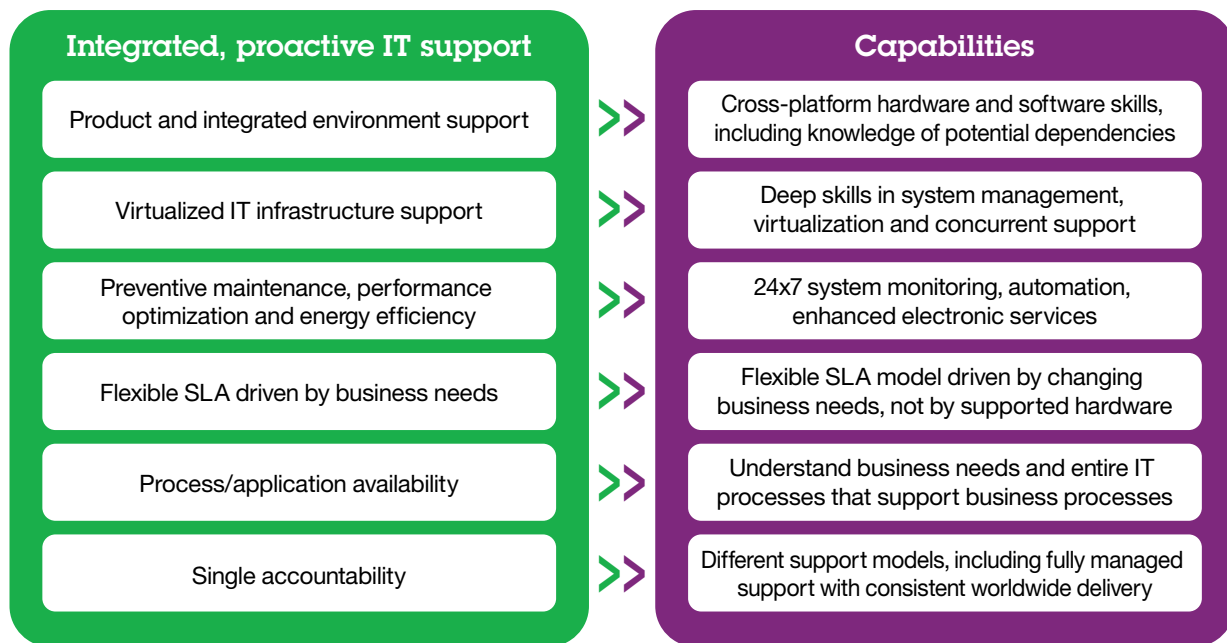 Integrated, proactive IT support
Capabilities
Product and integrated environment support
Cross-platform hardware and software skills,
including knowledge of potential dependencies
Virtualized IT infrastructure support
Deep skills in system management,
virtualization and concurrent support
Preventive maintenance, performance
optimization and energy efficiency
24x7 system monitoring, automation,
enhanced electronic services
Flexible SLA driven by business needs
Flexible SLA model driven by changing
business needs, not by supported hardware
Process/application availability
Understand business needs and entire IT
processes that support business processes
Single accountability
Different support models, including fully managed
support with consistent worldwide delivery